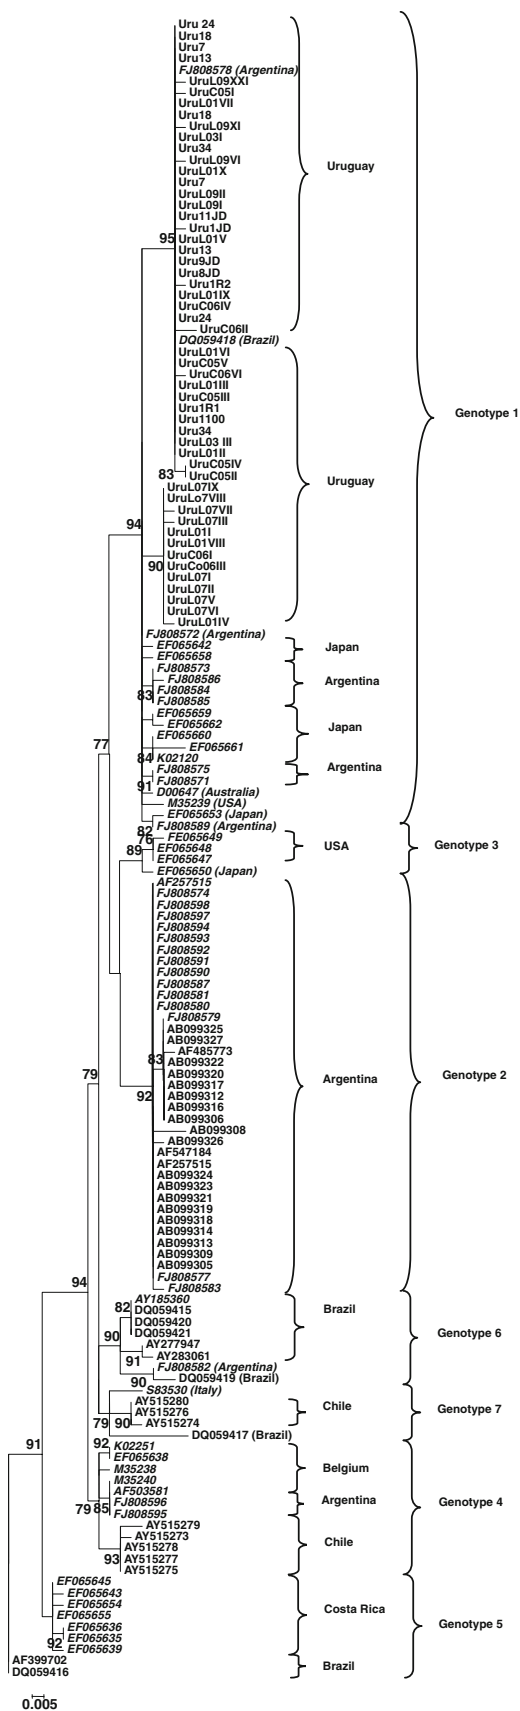 Uru 24
Uru18
Uru7
Uru13
FJ808578 (Argentina)
UruL09XXI
UruC05I
UruL01VII
Uru18
UruL09XI
UruL03I
Uru34
UruL09VI
UruL01X
Uru7
UruL09II
UruL09I
Uru11JD
Uru1JD
UruL01V
Uru13
Uru9JD
Uru8JD
Uru1R2
UruL01IX
UruC06IV
Uru24
UruC06II
Uruguay
95
DQ059418 (Brazil)
UruL01VI
UruC05V
UruC06VI
UruL01III
UruC05III
Uru1R1
Uru1100
Uru34
UruL03 III
UruL01II
UruC05IV
UruC05II
83
UruL07IX
UruLo7VIII
UruL07VII
UruL07III
UruL01I
UruL01VIII
UruC06I
UruCo06III
UruL07I
UruL07II
UruL07V
UruL07VI
UruL01IV
Uruguay
94
90
Genotype 1
FJ808572 (Argentina)
EF065642
EF065658
Japan
FJ808573
FJ808586
FJ808584
FJ808585
83
Argentina
EF065659
EF065662
EF065660
EF065661
K02120
84
Japan
FJ808575
FJ808571
91
Argentina
D00647 (Australia)
M35239 (USA)
EF065653 (Japan)
FJ808589 (Argentina)
82
76
FE065649
EF065648
EF065647
89
USA
Genotype 3
EF065650 (Japan)
77
AF257515
FJ808574
FJ808598
FJ808597
FJ808594
FJ808593
FJ808592
FJ808591
FJ808590
FJ808587
FJ808581
FJ808580
FJ808579
AB099325
AB099327
AF485773
AB099322
AB099320
AB099317
AB099312
AB099316
AB099306
83
92
AB099308
AB099326
AF547184
AF257515
AB099324
AB099323
AB099321
AB099319
AB099318
AB099314
AB099313
AB099309
AB099305
FJ808577
FJ808583
Argentina
Genotype 2
79
94
AY185360
DQ059415
DQ059420
DQ059421
82
90
AY277947
AY283061
91
Brazil
FJ808582 (Argentina)
DQ059419 (Brazil)
90
Genotype 6
S83530 (Italy)
AY515280
AY515276
AY515274
79
90
Chile
DQ059417 (Brazil)
Genotype 7
91
92
K02251
EF065638
M35238
M35240
Belgium
AF503581
FJ808596
FJ808595
79
85
Argentina
AY515279
AY515273
AY515278
AY515277
AY515275
93
Chile
Genotype 4
EF065645
EF065643
EF065654
EF065655
EF065636
EF065635
EF065639
92
Costa Rica
Genotype 5
AF399702
DQ059416
Brazil
0.005